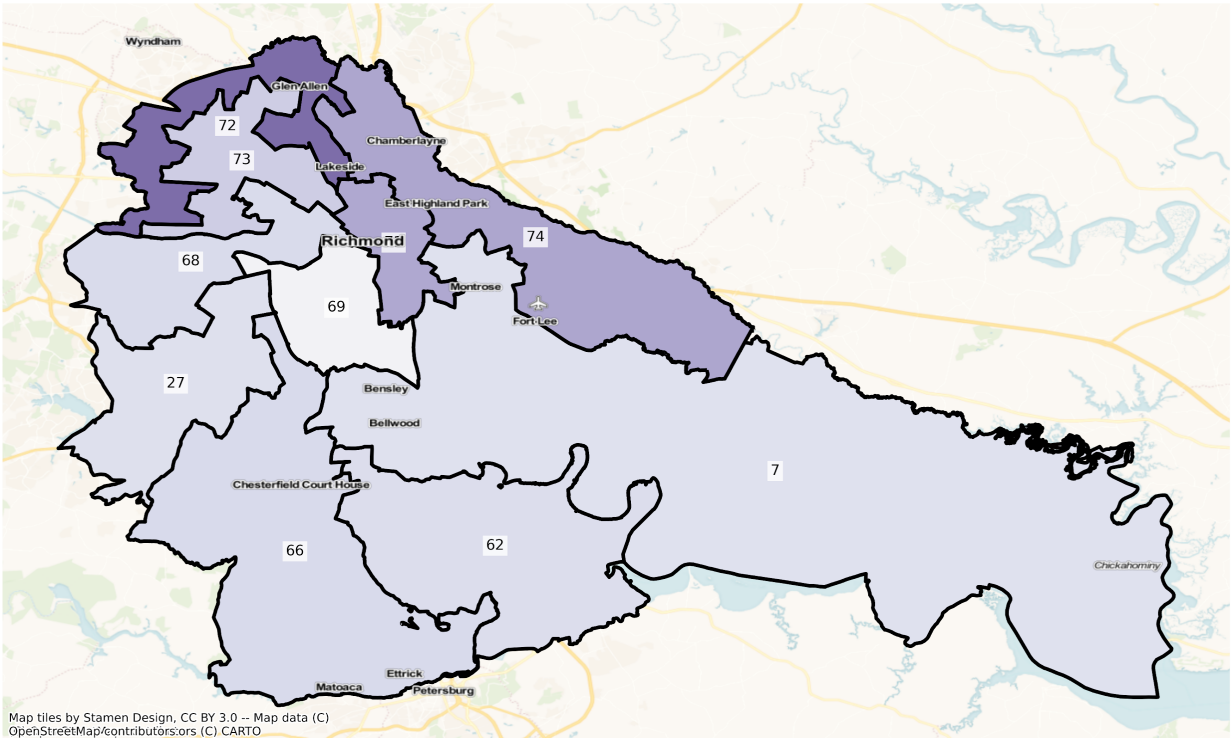 Wyndham
Glen Allen
72
Chamberlayne
73
Lakeside
East Highland Park
74
Richmond
68
Montrose
69
Fort Lee
27
Bensley
Bellwood
7
Chesterfield Court House
66
62
Chickahominy
Ettrick
Matoaca
Petersburg
Map tiles by Stamen Design, CC BY 3.0 -- Map data (C)
OpenStreetMap contributors
(C) CARTO